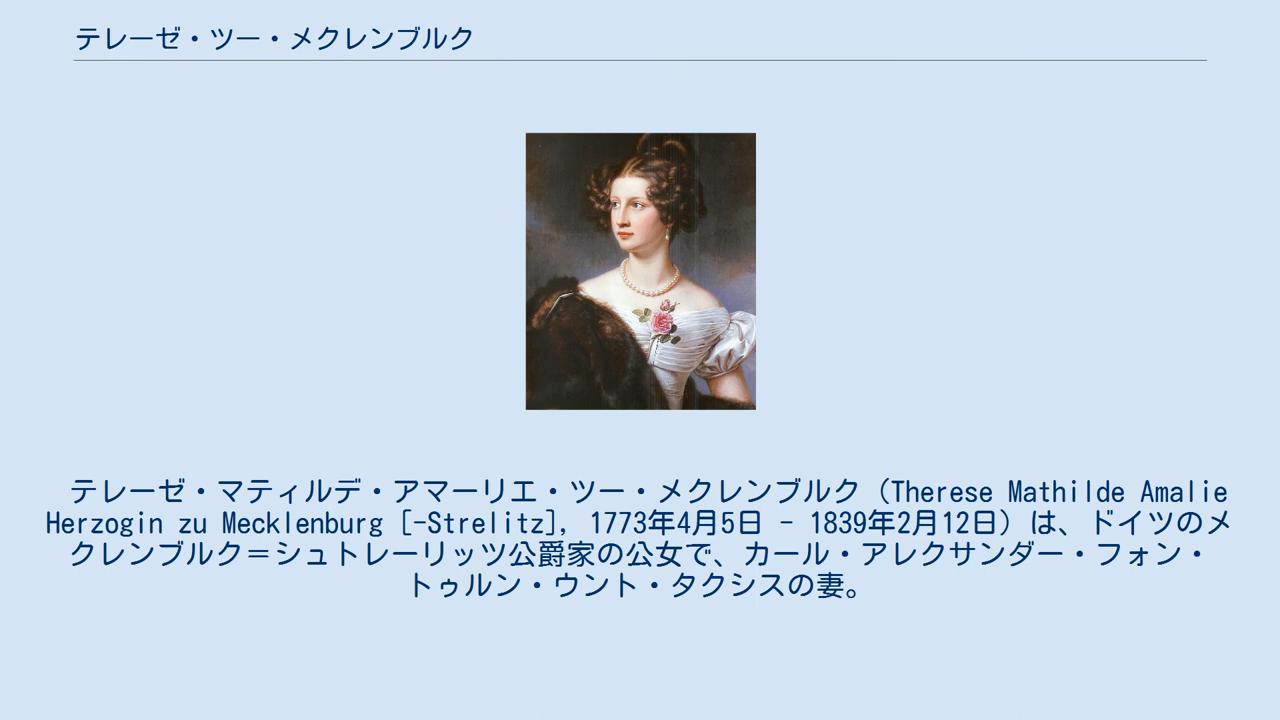 テレーゼ・ツー・メクレンブルク
テレーゼ・マティルデ・アマーリエ・ツー・メクレンブルク（Therese Mathilde Amalie
Herzogin zu Mecklenburg [-Strelitz], 1773年4月5日 - 1839年2月12日）は、ドイツのメ
クレンブルク＝シュトレーリッツ公爵家の公女で、カール・アレクサンダー・フォン・
トゥルン・ウント・タクシスの妻。